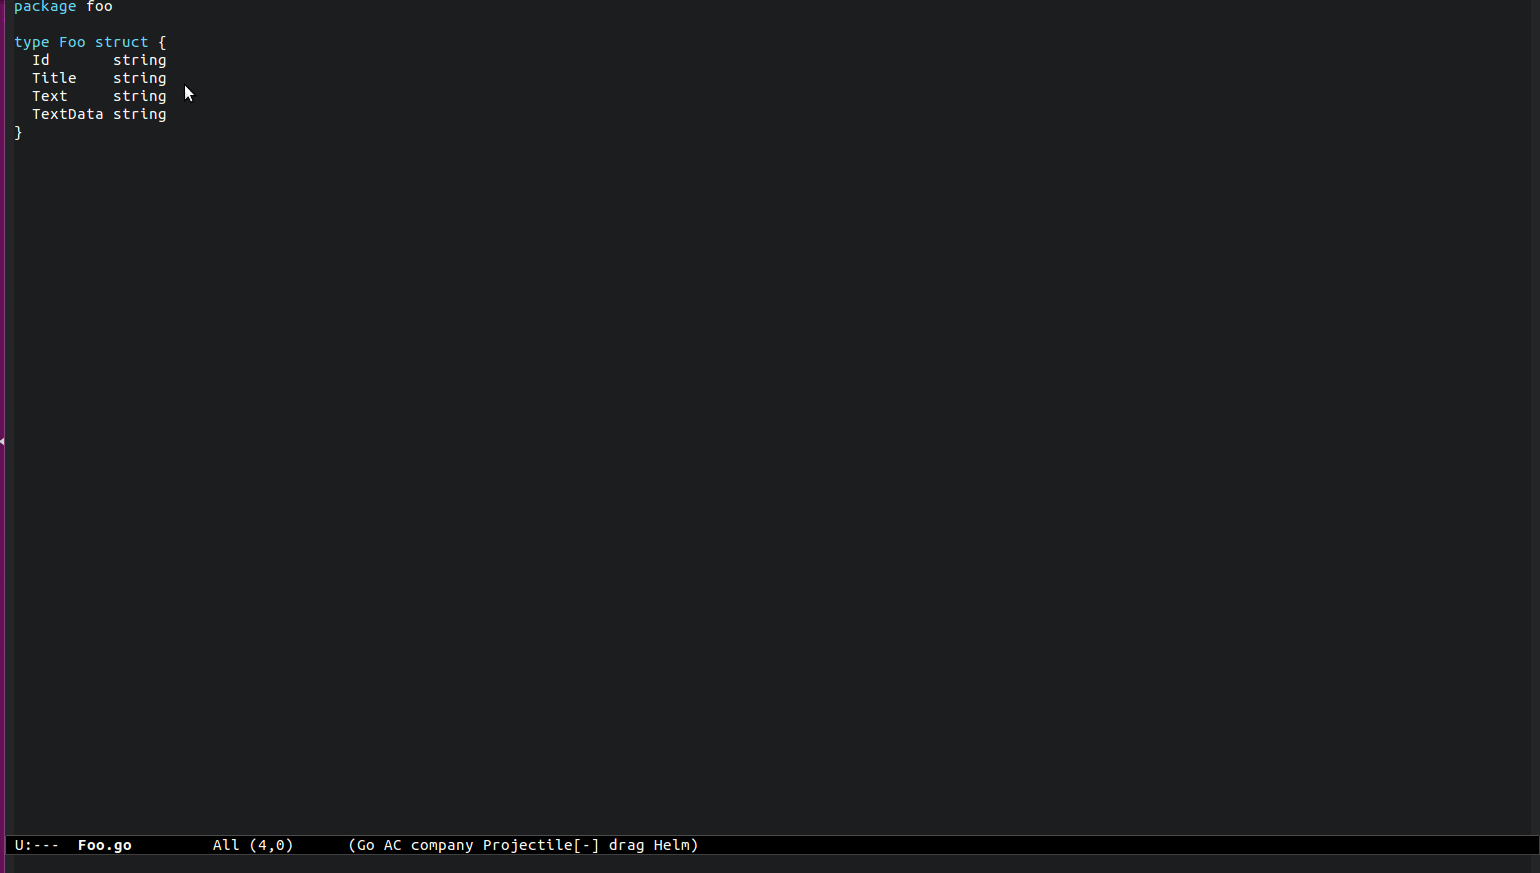 package foo

type Foo struct {
  Id       string
  Title    string
  Text     string
  TextData string
}
U:---  Foo.go         All (4,0)      (Go AC company Projectile[-] drag Helm)